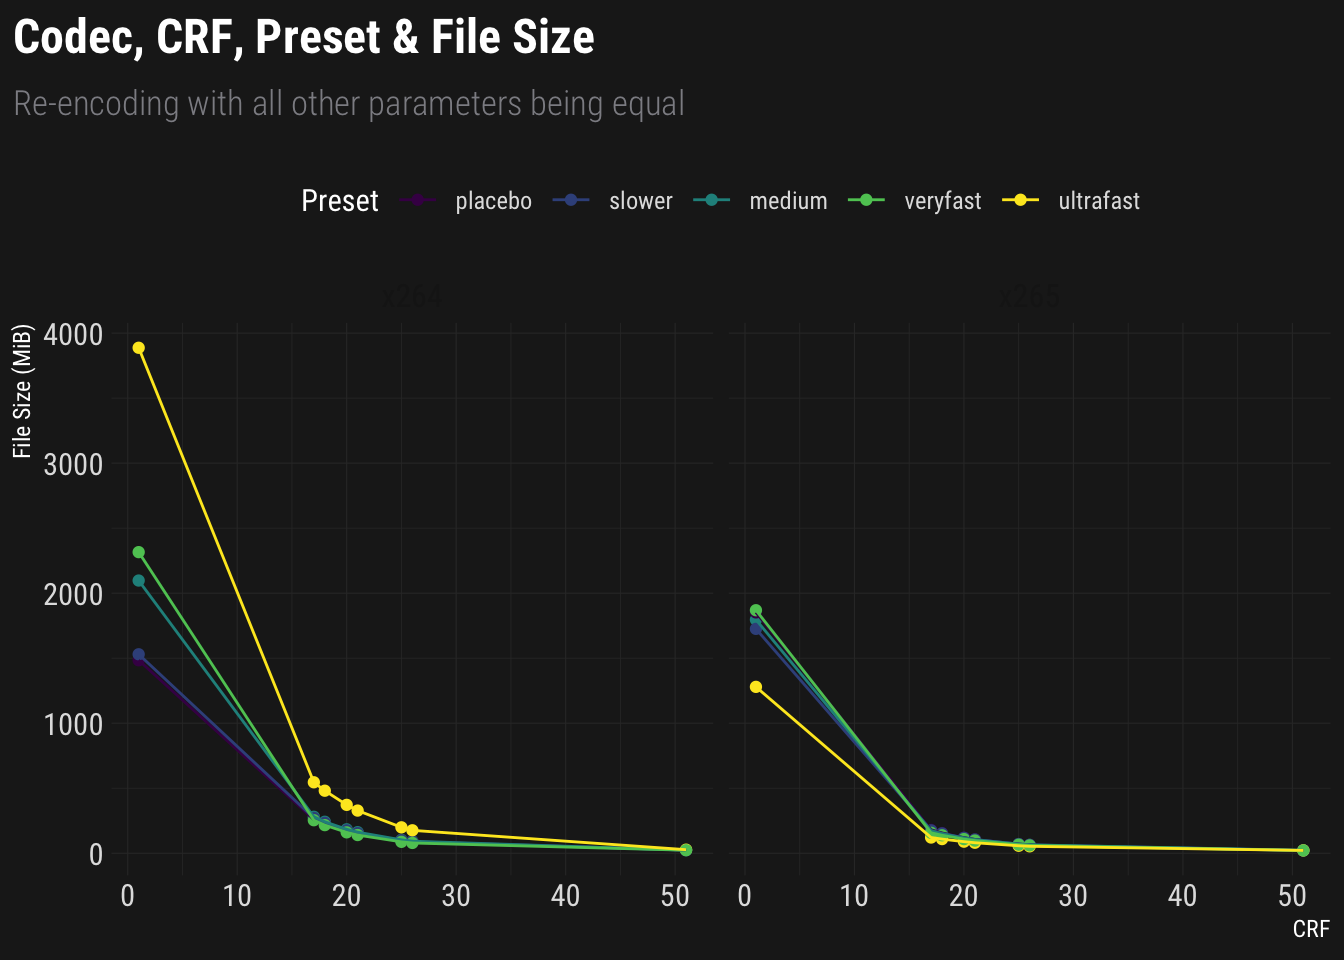 Codec, CRF, Preset & File Size
Re-encoding with all other parameters being equal
Preset placebo slower medium veryfast ultrafast
x264 x265
File Size (MiB)
4000
3000
2000
1000
0
0 10 20 30 40 50 0 10 20 30 40 50
CRF